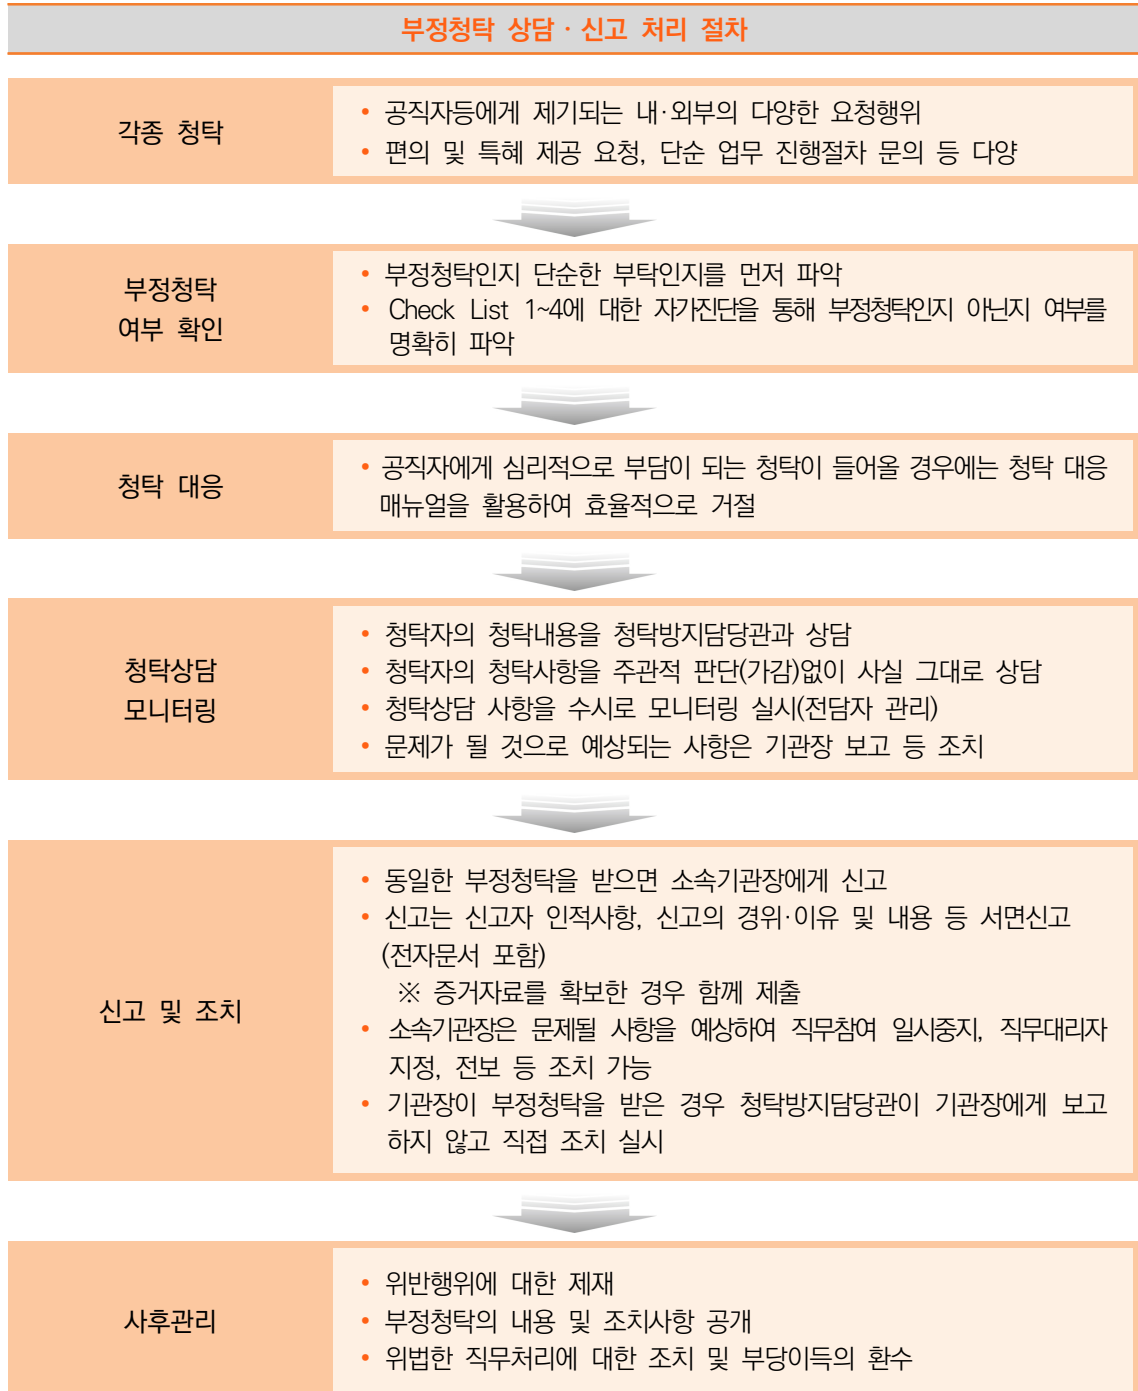 부정청탁 상담·신고 처리 절차
각종 청탁
• 공직자등에게 제기되는 내·외부의 다양한 요청행위
• 편의 및 특혜 제공 요청, 단순 업무 진행절차 문의 등 다양
부정청탁
여부 확인
• 부정청탁인지 단순한 부탁인지를 먼저 파악
• Check List 1~4에 대한 자가진단을 통해 부정청탁인지 아닌지 여부를
명확히 파악
청탁 대응
• 공직자에게 심리적으로 부담이 되는 청탁이 들어올 경우에는 청탁 대응
매뉴얼을 활용하여 효율적으로 거절
청탁상담
모니터링
• 청탁자의 청탁내용을 청탁방지담당관과 상담
• 청탁자의 청탁사항을 주관적 판단(가감)없이 사실 그대로 상담
• 청탁상담 사항을 수시로 모니터링 실시(전담자 관리)
• 문제가 될 것으로 예상되는 사항은 기관장 보고 등 조치
신고 및 조치
• 동일한 부정청탁을 받으면 소속기관장에게 신고
• 신고는 신고자 인적사항, 신고의 경위·이유 및 내용 등 서면신고
(전자문서 포함)
※ 증거자료를 확보한 경우 함께 제출
• 소속기관장은 문제될 사항을 예상하여 직무참여 일시중지, 직무대리자
지정, 전보 등 조치 가능
• 기관장이 부정청탁을 받은 경우 청탁방지담당관이 기관장에게 보고
하지 않고 직접 조치 실시
사후관리
• 위반행위에 대한 제재
• 부정청탁의 내용 및 조치사항 공개
• 위법한 직무처리에 대한 조치 및 부당이득의 환수